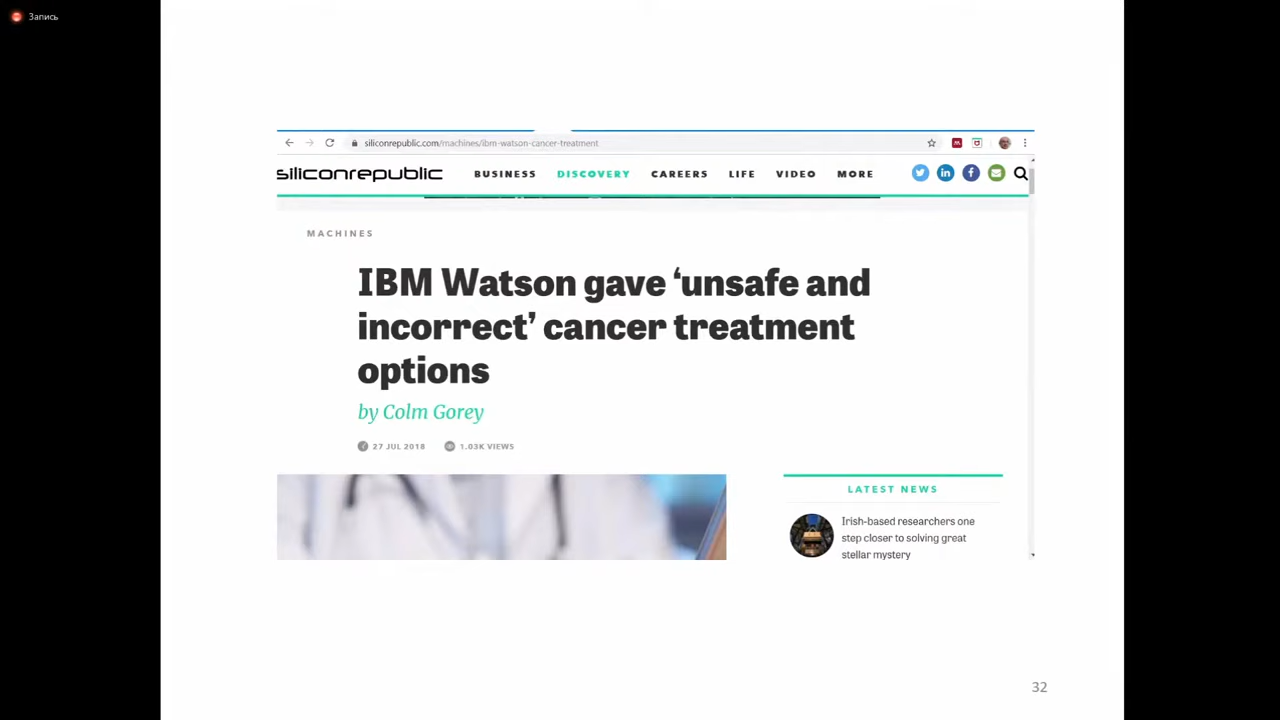 Запись
siliconrepublic.com/machines/ibm-watson-cancer-treatment
siliconrepublic BUSINESS DISCOVERY CAREERS LIFE VIDEO MORE
MACHINES
IBM Watson gave ‘unsafe and
incorrect’ cancer treatment
options
by Colm Gorey
27 JUL 2018 1.03K VIEWS
LATEST NEWS
Irish-based researchers one
step closer to solving great
stellar mystery
32